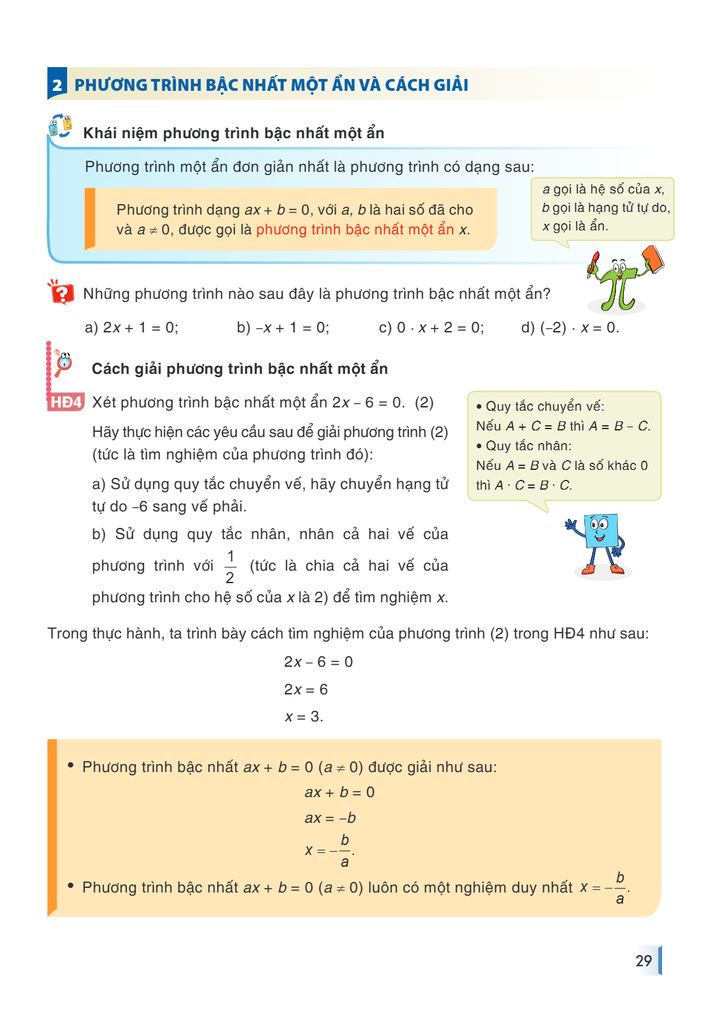 2 PHƯƠNG TRÌNH BẬC NHẤT MỘT ẨN VÀ CÁCH GIẢI
Khái niệm phương trình bậc nhất một ẩn
Phương trình một ẩn đơn giản nhất là phương trình có dạng sau:
Phương trình dạng ax + b = 0, với a, b là hai số đã cho
và a ≠ 0, được gọi là phương trình bậc nhất một ẩn x.
a gọi là hệ số của x,
b gọi là hạng tử tự do,
x gọi là ẩn.
? Những phương trình nào sau đây là phương trình bậc nhất một ẩn?
a) 2x + 1 = 0; b) –x + 1 = 0; c) 0 · x + 2 = 0; d) (–2) · x = 0.
Cách giải phương trình bậc nhất một ẩn
HĐ4 Xét phương trình bậc nhất một ẩn 2x – 6 = 0. (2)
Hãy thực hiện các yêu cầu sau để giải phương trình (2)
(tức là tìm nghiệm của phương trình đó):
a) Sử dụng quy tắc chuyển vế, hãy chuyển hạng tử
tự do –6 sang vế phải.
b) Sử dụng quy tắc nhân, nhân cả hai vế của
phương trình với 1/2 (tức là chia cả hai vế của
phương trình cho hệ số của x là 2) để tìm nghiệm x.
• Quy tắc chuyển vế:
Nếu A + C = B thì A = B – C.
• Quy tắc nhân:
Nếu A = B và C là số khác 0
thì A · C = B · C.
Trong thực hành, ta trình bày cách tìm nghiệm của phương trình (2) trong HĐ4 như sau:
2x – 6 = 0
2x = 6
x = 3.
• Phương trình bậc nhất ax + b = 0 (a ≠ 0) được giải như sau:
ax + b = 0
ax = –b
x = –b/a.
• Phương trình bậc nhất ax + b = 0 (a ≠ 0) luôn có một nghiệm duy nhất x = –b/a.
29